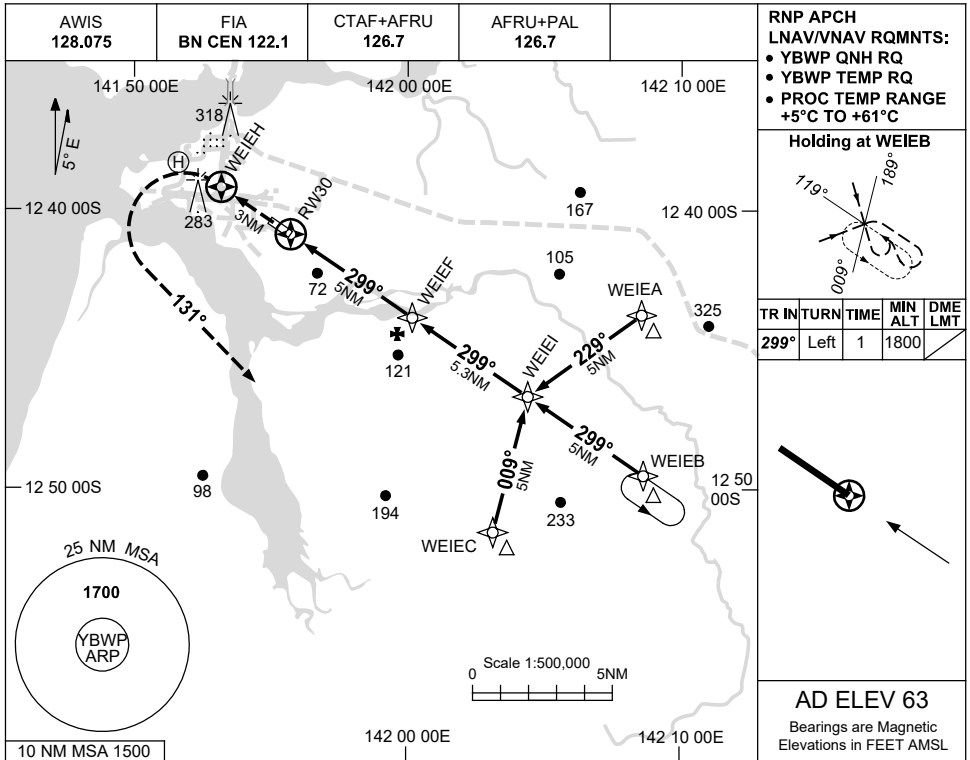 AWIS
128.075
FIA
BN CEN 122.1
CTAF+AFRU
126.7
AFRU+PAL
126.7
RNP APCH
LNAV/VNAV RQMNTS:
• YBWP QNH RQ
• YBWP TEMP RQ
• PROC TEMP RANGE
+5°C TO +61°C
Holding at WEIEB
119°
189°
009°
TR IN TURN TIME MIN ALT DME LMT
299° Left 1 1800
141 50 00E
142 00 00E
142 10 00E
5° E
318
H
WEIEH
283
3NM
RW30
12 40 00S
12 40 00S
167
72
299°
5NM
WEIEF
105
WEIEA
325
131°
121
299°
5.3NM
WEIEI
229°
5NM
299°
5NM
009°
5NM
WEIEB
12 50 00S
12 50
00S
98
194
233
WEIEC
25 NM MSA
1700
YBWP
ARP
Scale 1:500,000
0 5NM
10 NM MSA 1500
142 00 00E
142 10 00E
AD ELEV 63
Bearings are Magnetic
Elevations in FEET AMSL